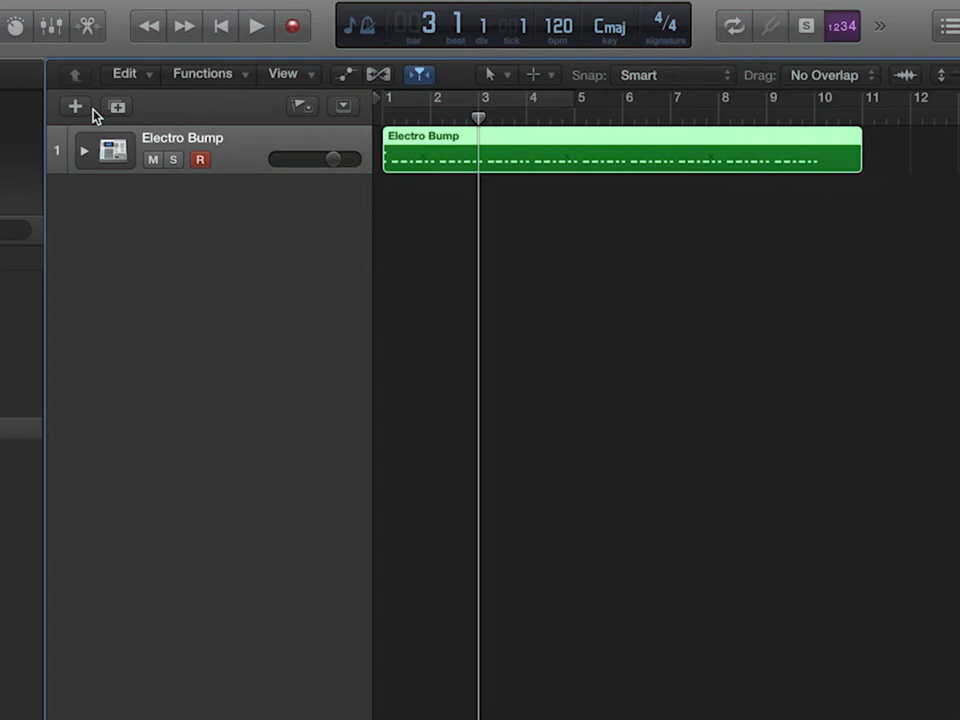 3 1 1 1 120 Cmaj 4/4
bar beat div tick bpm key signature
S 1234
Edit Functions View Snap: Smart Drag: No Overlap
1 2 3 4 5 6 7 8 9 10 11 12
1 Electro Bump
M S R
Electro Bump